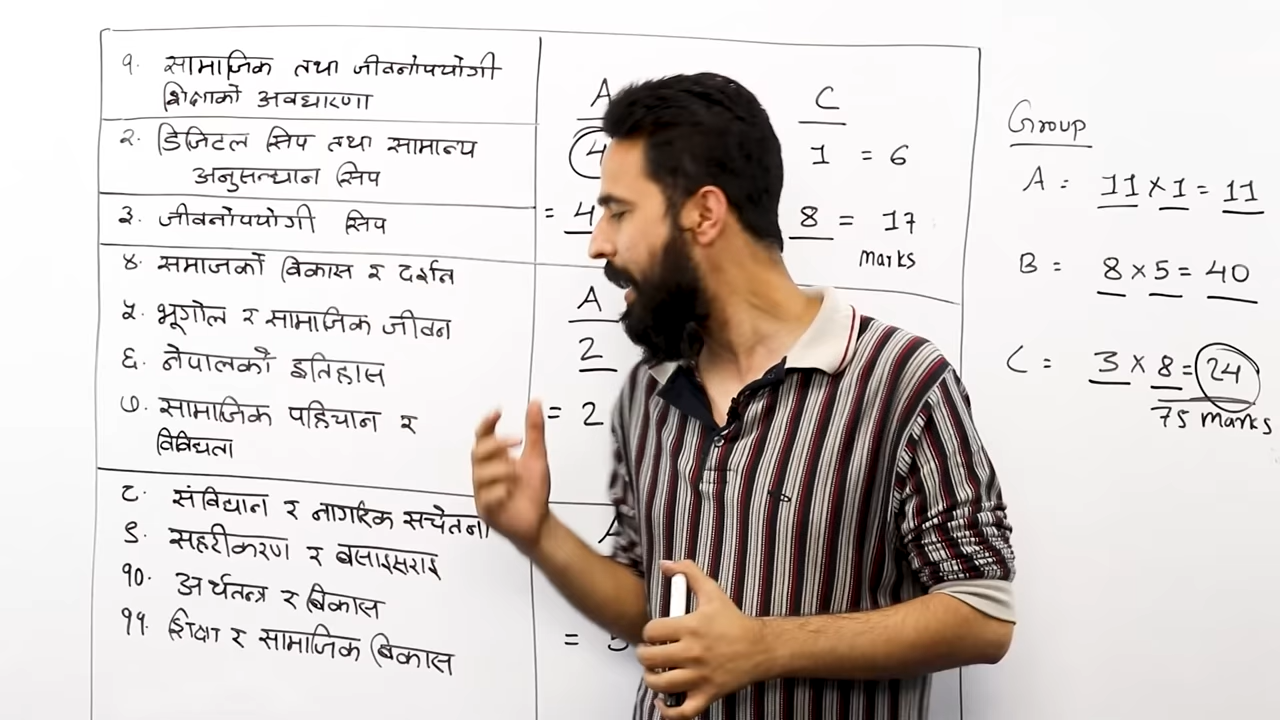 १. सामाजिक तथा जीवनोपयोगी
शिक्षाको अवधारणा
२. डिजिटल सिप तथा सामान्य
अनुसन्धान सिप
३. जीवनोपयोगी सिप
४. समाजको विकास र दर्शन
५. भूगोल र सामाजिक जीवन
६. नेपालको इतिहास
७. सामाजिक पहिचान र
विविधता
८. संविधान र नागरिक सचेतना
९. सहरीकरण र बसाइसराइ
१०. अर्थतन्त्र र विकास
११. शिक्षा र सामाजिक विकास
A C
4 1 = 6
= 4 8 = 17
marks
A
2
= 2
A
= 5
Group
A = 11 × 1 = 11
B = 8 × 5 = 40
C = 3 × 8 = 24
75 marks